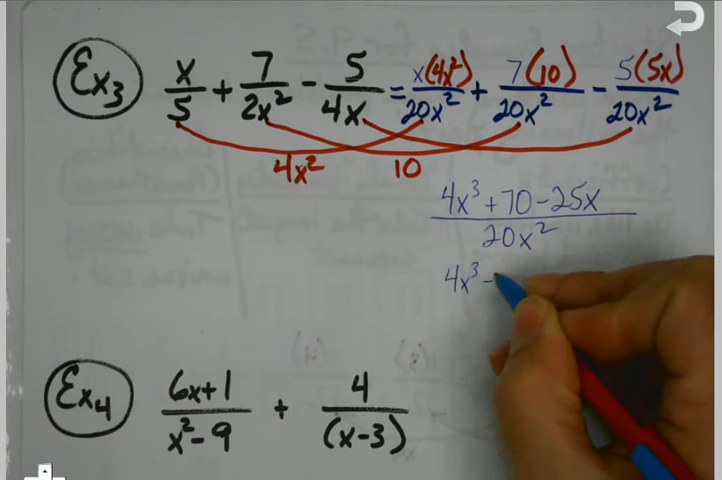 Ex3 x/5 + 7/2x² - 5/4x = x(4x²)/20x² + 7(10)/20x² - 5(5x)/20x²
4x² 10
4x³ + 70 - 25x
20x²
4x³ -
Ex4 6x+1/x²-9 + 4/(x-3)